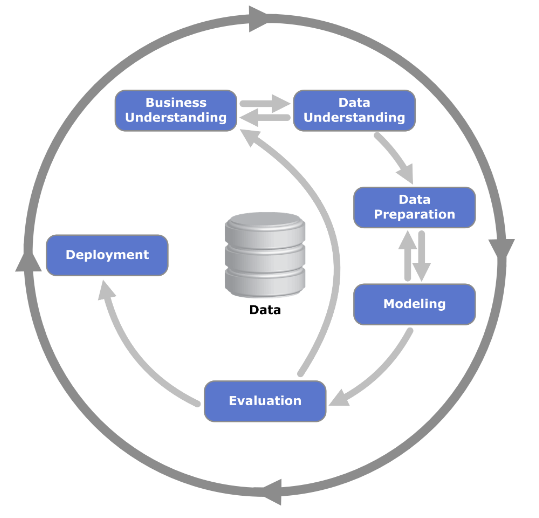 Business
Understanding
Data
Understanding
Data
Preparation
Deployment
Modeling
Data
Evaluation